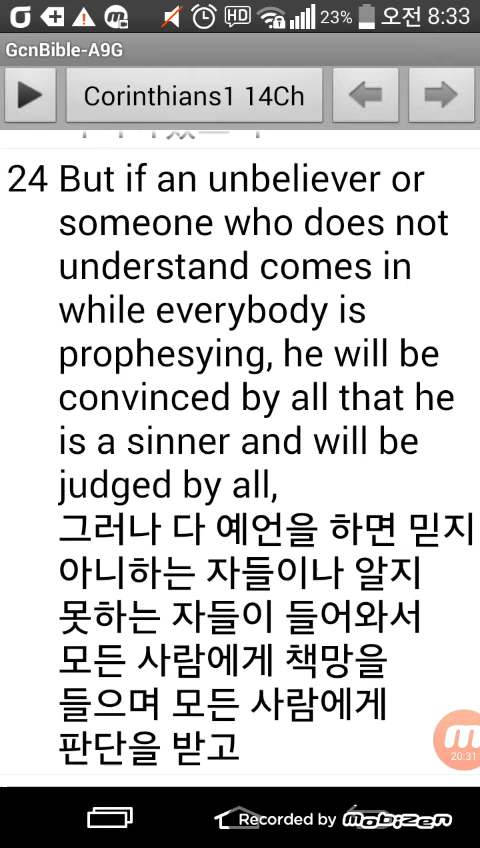 HD 23% 오전 8:33
GcnBible-A9G
Corinthians1 14Ch
24 But if an unbeliever or
someone who does not
understand comes in
while everybody is
prophesying, he will be
convinced by all that he
is a sinner and will be
judged by all,
그러나 다 예언을 하면 믿지
아니하는 자들이나 알지
못하는 자들이 들어와서
모든 사람에게 책망을
들으며 모든 사람에게
판단을 받고
20:31
Recorded by mobizen